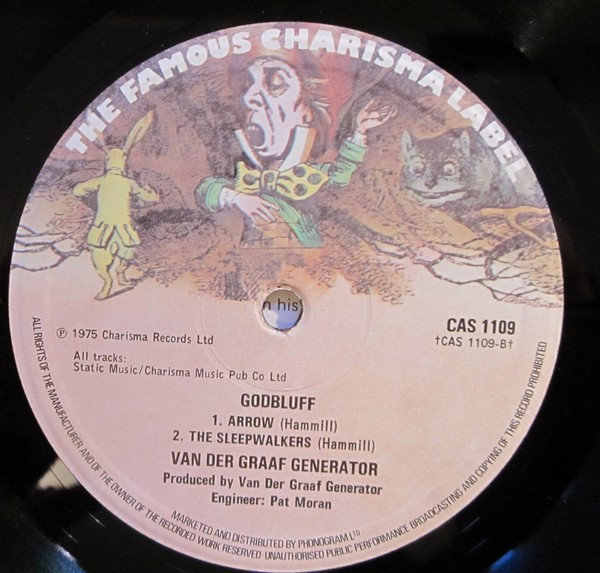 THE FAMOUS CHARISMA LABEL
n his
℗ 1975 Charisma Records Ltd
CAS 1109
†CAS 1109-B†
All tracks:
Static Music/Charisma Music Pub Co Ltd
GODBLUFF
1. ARROW (Hammill)
2. THE SLEEPWALKERS (Hammill)
VAN DER GRAAF GENERATOR
Produced by Van Der Graaf Generator
Engineer: Pat Moran
MARKETED AND DISTRIBUTED BY PHONOGRAM LTD
ALL RIGHTS OF THE MANUFACTURER AND OF THE OWNER OF THE RECORDED WORK RESERVED UNAUTHORISED PUBLIC PERFORMANCE BROADCASTING AND COPYING OF THIS RECORD PROHIBITED